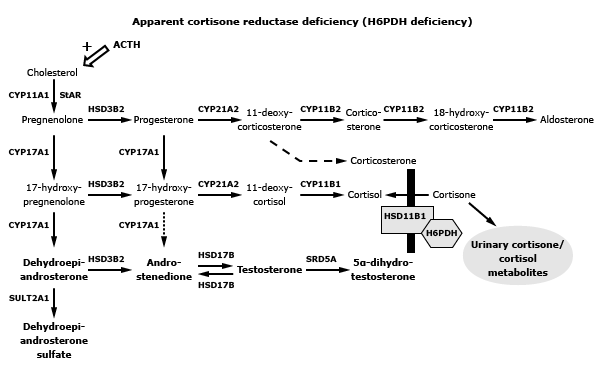 Apparent cortisone reductase deficiency (H6PDH deficiency)
+
ACTH
Cholesterol
CYP11A1
StAR
Pregnenolone
HSD3B2
Progesterone
CYP21A2
11-deoxy-
corticosterone
CYP11B2
Cortico-
sterone
CYP11B2
18-hydroxy-
corticosterone
CYP11B2
Aldosterone
CYP17A1
CYP17A1
Corticosterone
17-hydroxy-
pregnenolone
HSD3B2
17-hydroxy-
progesterone
CYP21A2
11-deoxy-
cortisol
CYP11B1
Cortisol
Cortisone
HSD11B1
H6PDH
CYP17A1
CYP17A1
Urinary cortisone/
cortisol
metabolites
Dehydroepi-
androsterone
HSD3B2
Andro-
stenedione
HSD17B
HSD17B
Testosterone
SRD5A
5α-dihydro-
testosterone
SULT2A1
Dehydroepi-
androsterone
sulfate